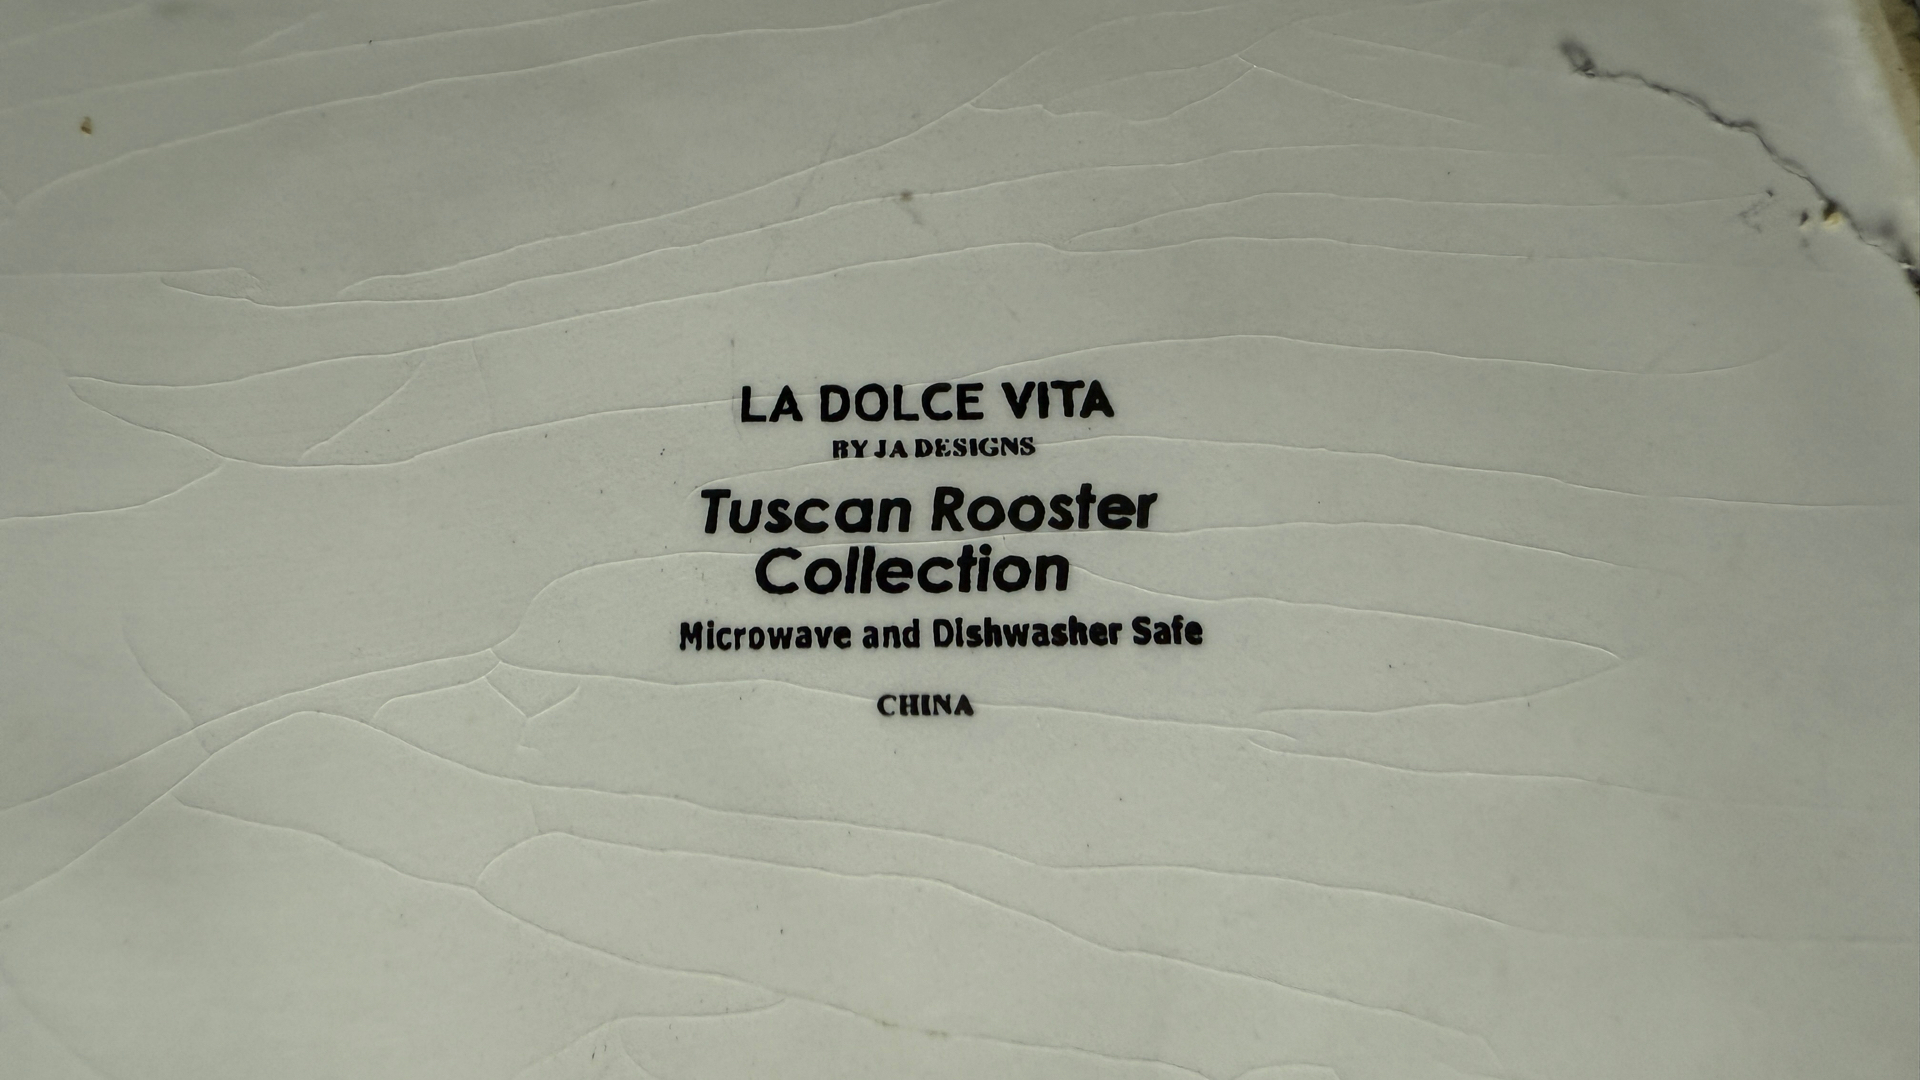 LA DOLCE VITA
BY JA DESIGNS
Tuscan Rooster
Collection
Microwave and Dishwasher Safe
CHINA